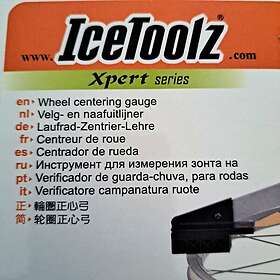 www.IceToolz.com
Xpert series
en▸ Wheel centering gauge
nl▸ Velg- en naafuitlijner
de▸ Laufrad-Zentrier-Lehre
fr▸ Centreur de roue
es▸ Centrador de rueda
ru▸ Инструмент для измерения зонта на
pt▸ Verificador de guarda-chuva, para rodas
it▸ Verificatore campanatura ruote
正▸ 輪圈正心弓
简▸ 轮圈正心弓